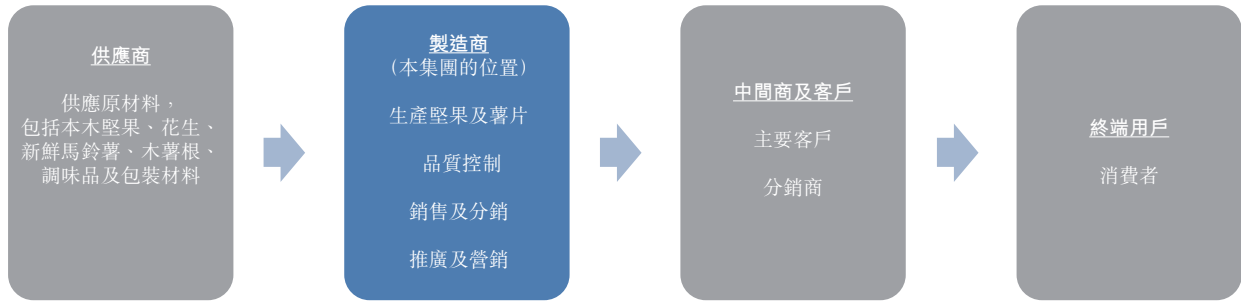 供應商
供應原材料，
包括本木堅果、花生、
新鮮馬鈴薯、木薯根、
調味品及包裝材料
製造商
（本集團的位置）
生產堅果及薯片
品質控制
銷售及分銷
推廣及營銷
中間商及客戶
主要客戶
分銷商
終端用戶
消費者